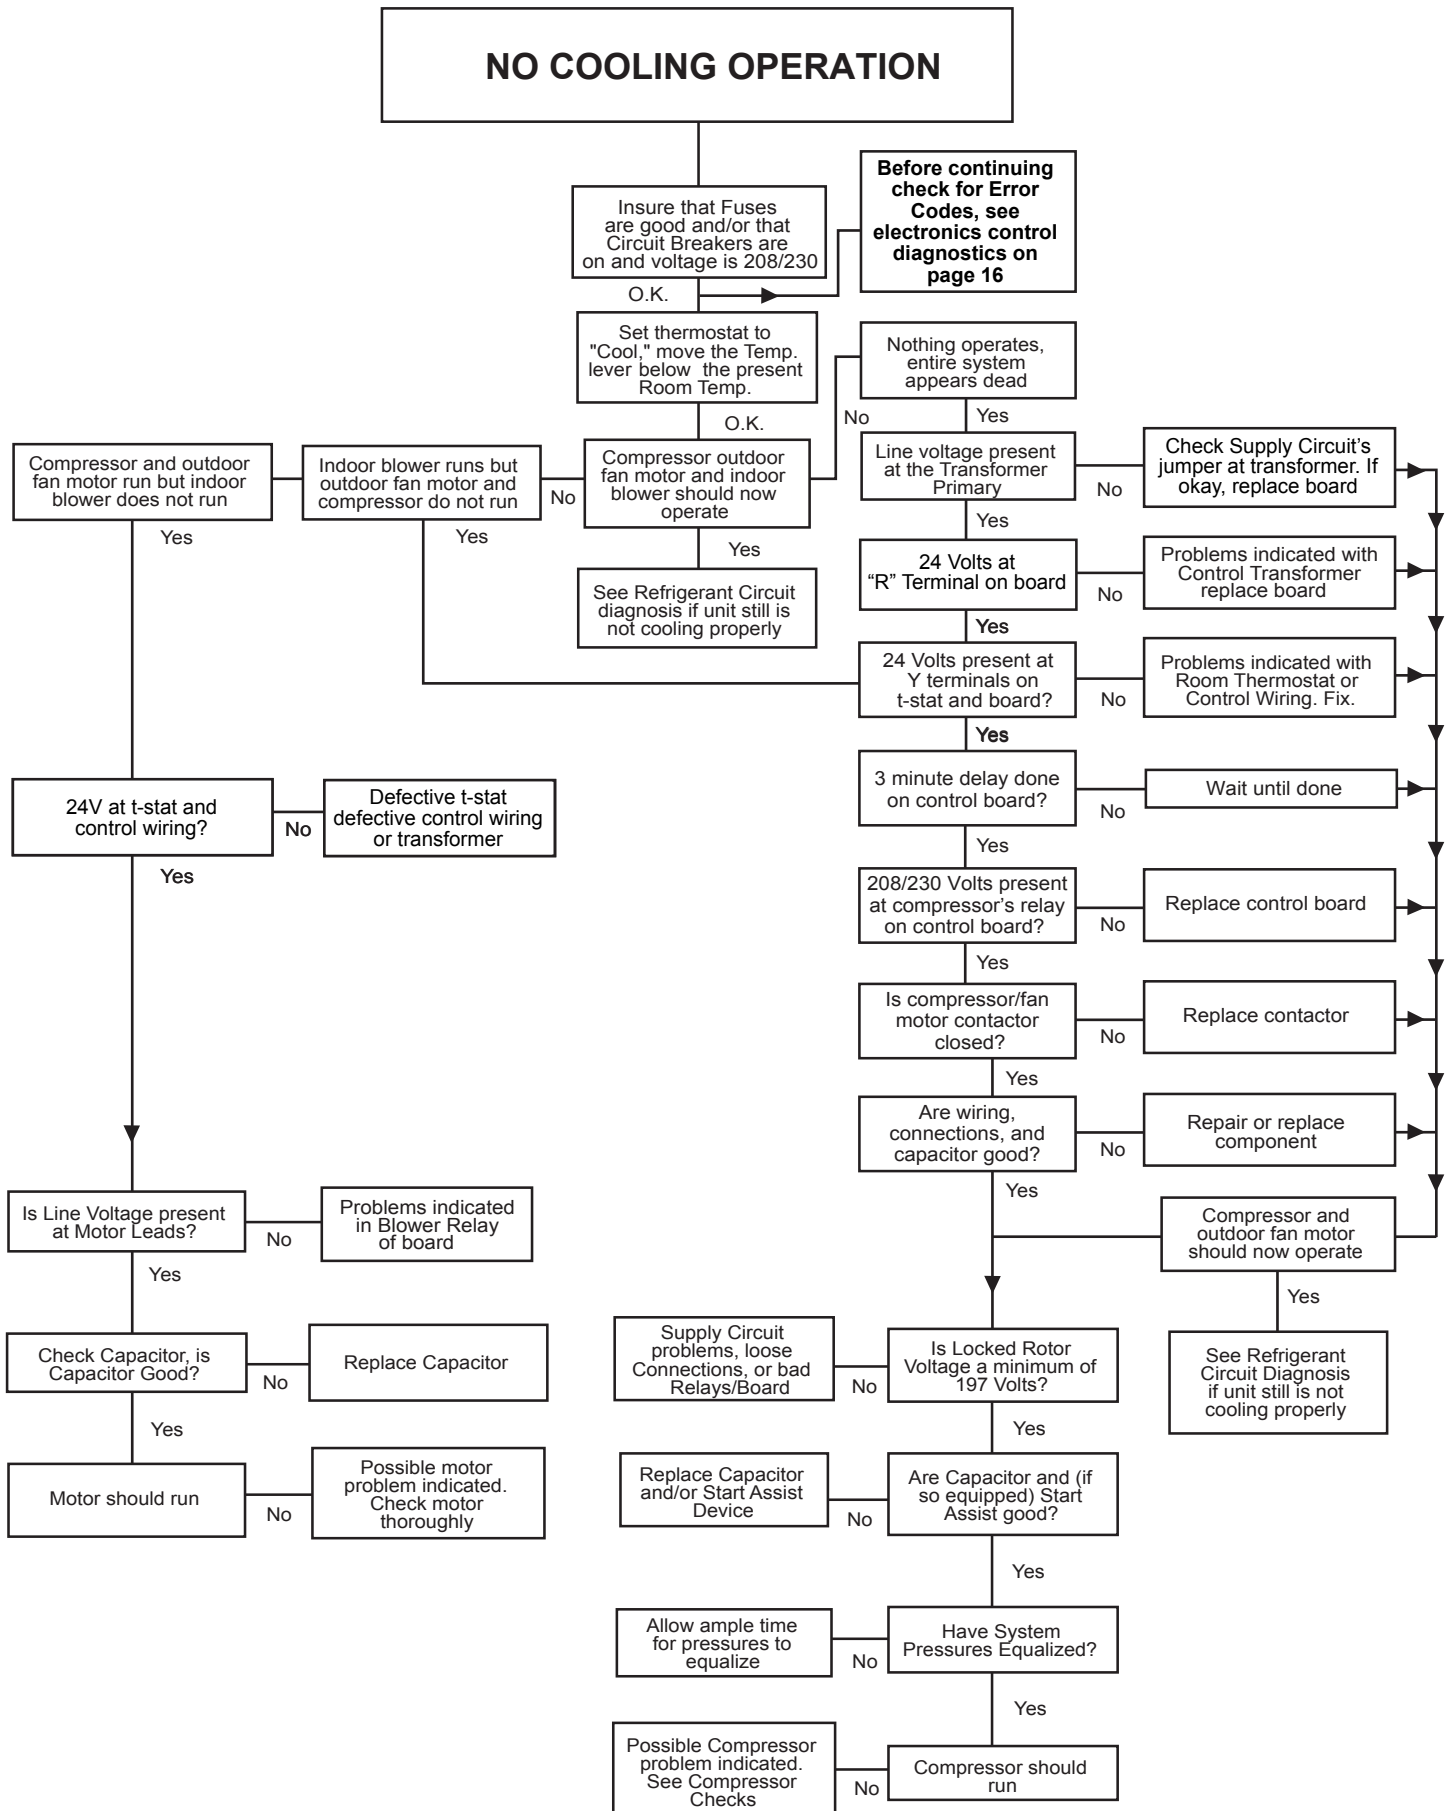 NO COOLING OPERATION
Before continuing
check for Error
Codes, see
electronics control
diagnostics on
page 16
Insure that Fuses
are good and/or that
Circuit Breakers are
on and voltage is 208/230
O.K.
Set thermostat to
"Cool," move the Temp.
lever below the present
Room Temp.
Nothing operates,
entire system
appears dead
No
Yes
O.K.
Compressor and outdoor
fan motor run but indoor
blower does not run
Yes
Indoor blower runs but
outdoor fan motor and
compressor do not run
Yes
No
Compressor outdoor
fan motor and indoor
blower should now
operate
Yes
See Refrigerant Circuit
diagnosis if unit still is
not cooling properly
Line voltage present
at the Transformer
Primary
No
Check Supply Circuit's
jumper at transformer. If
okay, replace board
Yes
24 Volts at
“R” Terminal on board
No
Problems indicated with
Control Transformer
replace board
Yes
24 Volts present at
Y terminals on
t-stat and board?
No
Problems indicated with
Room Thermostat or
Control Wiring. Fix.
Yes
3 minute delay done
on control board?
No
Wait until done
Yes
24V at t-stat and
control wiring?
No
Defective t-stat
defective control wiring
or transformer
Yes
208/230 Volts present
at compressor’s relay
on control board?
No
Replace control board
Yes
Is compressor/fan
motor contactor
closed?
No
Replace contactor
Yes
Are wiring,
connections, and
capacitor good?
No
Repair or replace
component
Yes
Is Line Voltage present
at Motor Leads?
No
Problems indicated
in Blower Relay
of board
Yes
Compressor and
outdoor fan motor
should now operate
Yes
See Refrigerant
Circuit Diagnosis
if unit still is not
cooling properly
Check Capacitor, is
Capacitor Good?
No
Replace Capacitor
Yes
Supply Circuit
problems, loose
Connections, or bad
Relays/Board
No
Is Locked Rotor
Voltage a minimum of
197 Volts?
Yes
Motor should run
No
Possible motor
problem indicated.
Check motor
thoroughly
Replace Capacitor
and/or Start Assist
Device
No
Are Capacitor and (if
so equipped) Start
Assist good?
Yes
Allow ample time
for pressures to
equalize
No
Have System
Pressures Equalized?
Yes
Possible Compressor
problem indicated.
See Compressor
Checks
No
Compressor should
run